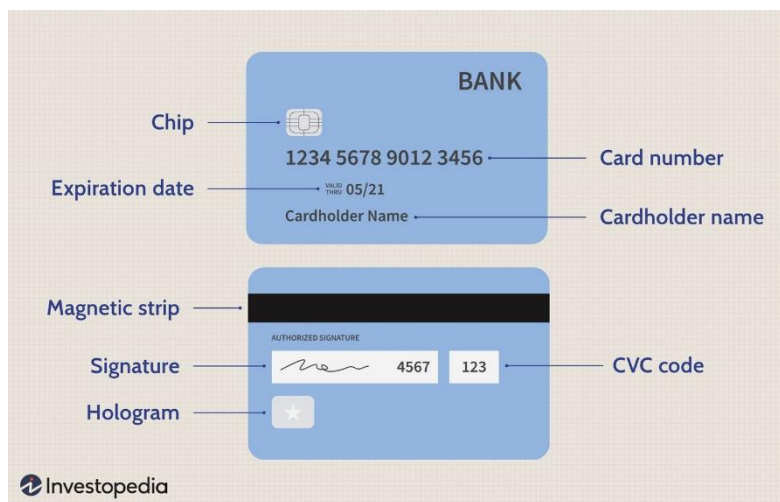 BANK
Chip
1234 5678 9012 3456
Card number
Expiration date
VALID
THRU 05/21
Cardholder Name
Cardholder name
Magnetic strip
AUTHORIZED SIGNATURE
Signature
4567 123
CVC code
Hologram
Investopedia